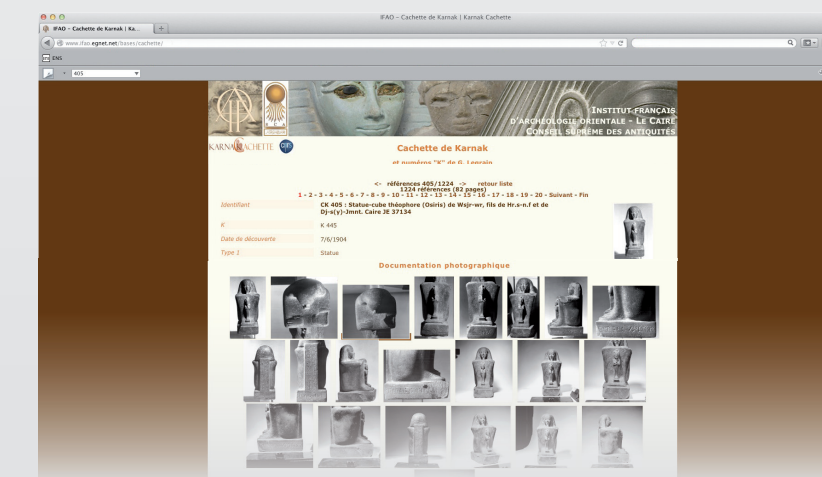 IFAO – Cachette de Karnak | Karnak Cachette
IFAO – Cachette de Karnak | Ka...
www.ifao.egnet.net/bases/cachette/
ENS
405
INSTITUT FRANÇAIS
D'ARCHÉOLOGIE ORIENTALE - LE CAIRE
CONSEIL SUPRÊME DES ANTIQUITÉS
KARNAK CACHETTE
Cachette de Karnak
et numéros "K" de G. Legrain
<- références 405/1224 -> retour liste
1224 références (82 pages)
1 - 2 - 3 - 4 - 5 - 6 - 7 - 8 - 9 - 10 - 11 - 12 - 13 - 14 - 15 - 16 - 17 - 18 - 19 - 20 - Suivant - Fin
Identifiant
CK 405 : Statue-cube théophore (Osiris) de Wsjr-wr, fils de Hr.s-n.f et de
Dj-s(y)-Jmnt. Caire JE 37134
K
K 445
Date de découverte
7/6/1904
Type 1
Statue
Documentation photographique